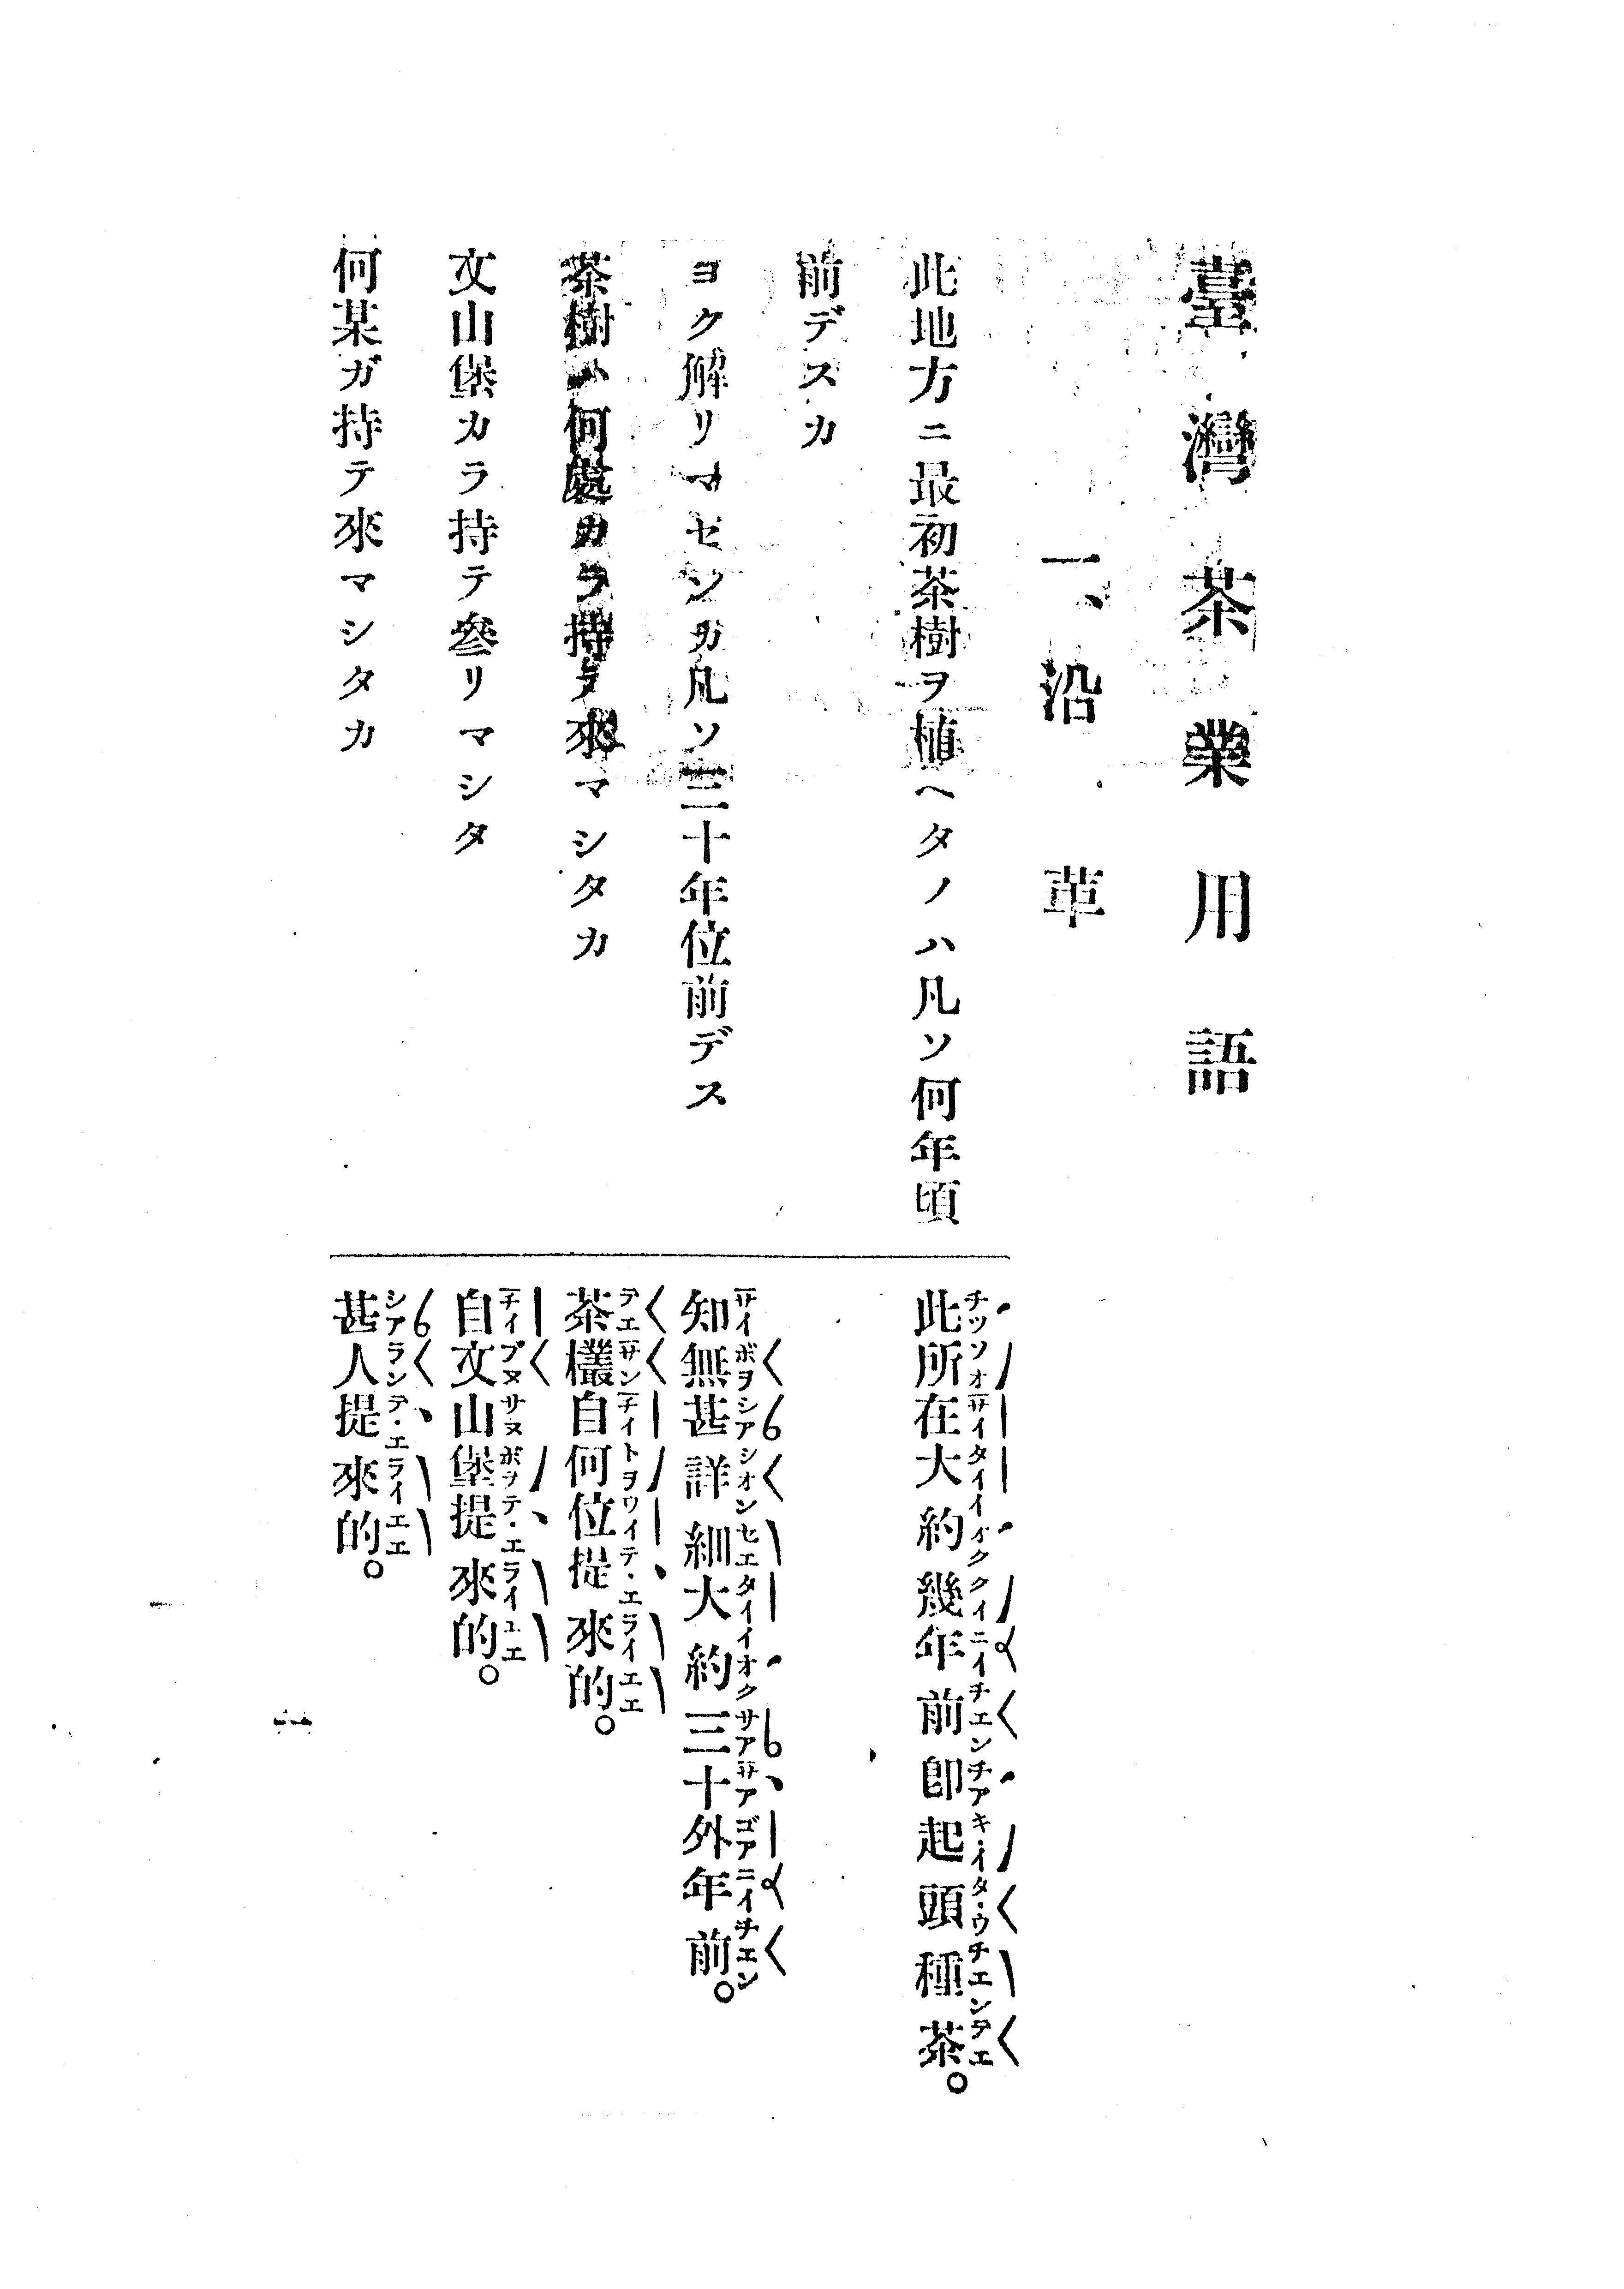 臺灣茶業用語
一、沿革
此地方ニ最初茶樹ヲ植ヘタノハ凡ソ何年頃
前デスカ
ヨク解リマセンガ凡ソ三十年位前デス
茶樹ハ何處カラ持テ來マシタカ
文山堡カラ持テ參リマシタ
何某ガ持テ來マシタカ
此所在大約幾年前卽起頭種茶。
知無甚詳細大約三十外年前。
茶欉自何位提來的。
自文山堡提來的。
甚人提來的。
一